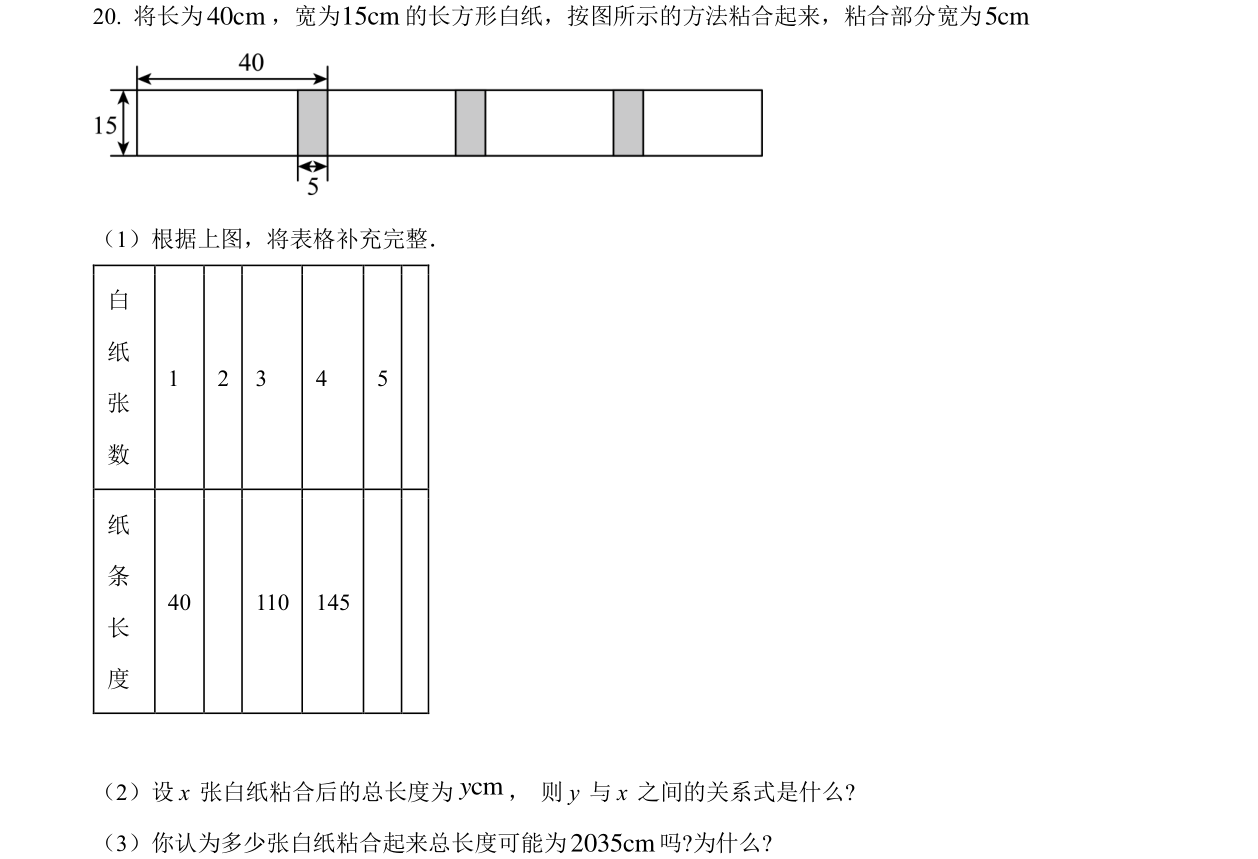 20. 将长为40cm，宽为15cm的长方形白纸，按图所示的方法粘合起来，粘合部分宽为5cm
40
15
5
（1）根据上图，将表格补充完整．
白纸张数 1 2 3 4 5
纸条长度 40 110 145
（2）设x 张白纸粘合后的总长度为ycm， 则y 与x 之间的关系式是什么?
（3）你认为多少张白纸粘合起来总长度可能为2035cm吗?为什么?